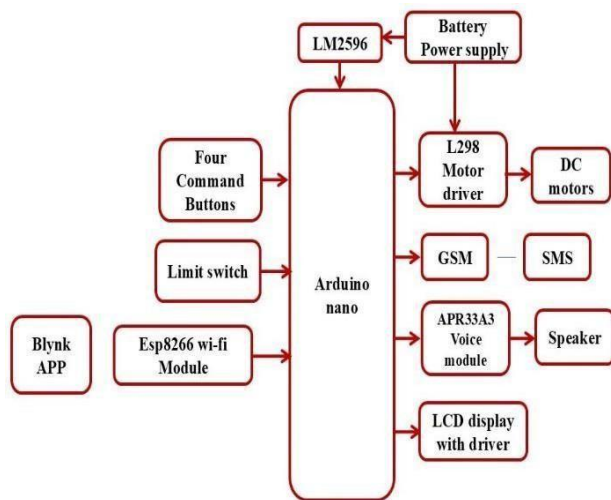 Battery
Power supply
LM2596
Four
Command
Buttons
L298
Motor
driver
DC
motors
Limit switch
Arduino
nano
GSM
SMS
Blynk
APP
Esp8266 wi-fi
Module
APR33A3
Voice
module
Speaker
LCD display
with driver